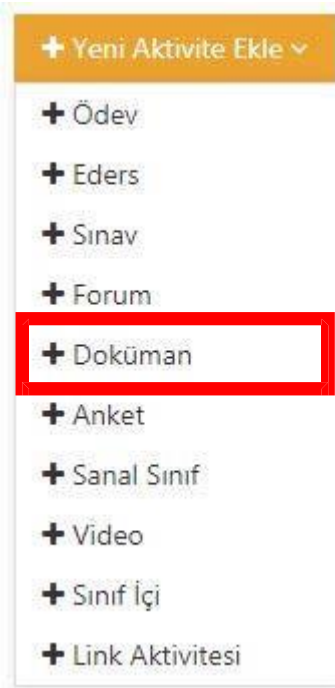 Yeni Aktivite Ekle
Ödev
Eders
Sınav
Forum
Doküman
Anket
Sanal Sınıf
Video
Sınıf İçi
Link Aktivitesi